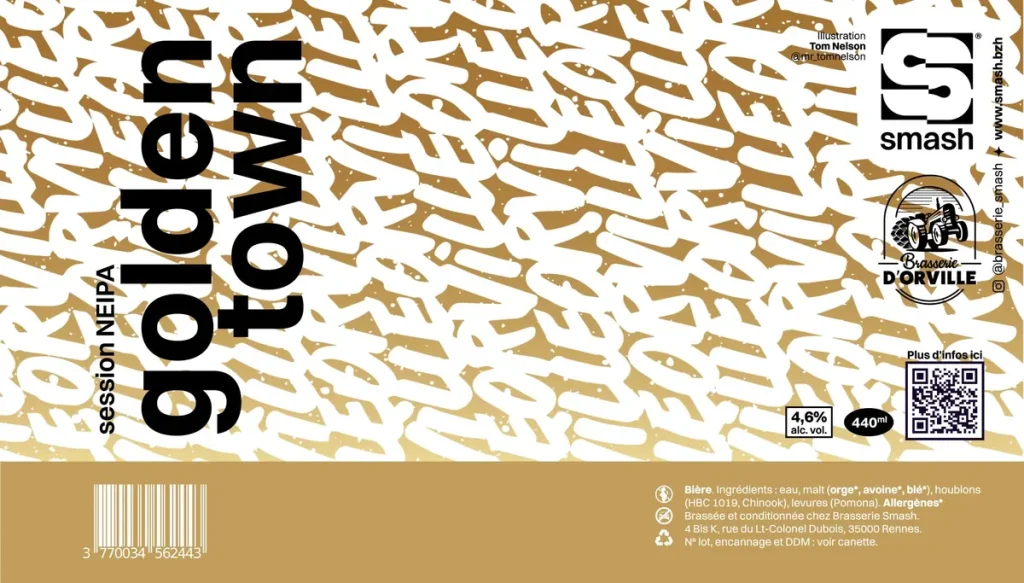 session NEIPA
golden
town
Illustration
Tom Nelson
@mr_tomnelson
S®
smash
@brasserie_smash ✦ www.smash.bzh
Brasserie
D'ORVILLE
Plus d'infos ici
4,6%
alc. vol.
440ml
3 770034 562443
Bière. Ingrédients : eau, malt (orge*, avoine*, blé*), houblons
(HBC 1019, Chinook), levures (Pomona). Allergènes*
Brassée et conditionnée chez Brasserie Smash.
4 Bis K, rue du Lt-Colonel Dubois, 35000 Rennes.
N° lot, encannage et DDM : voir canette.